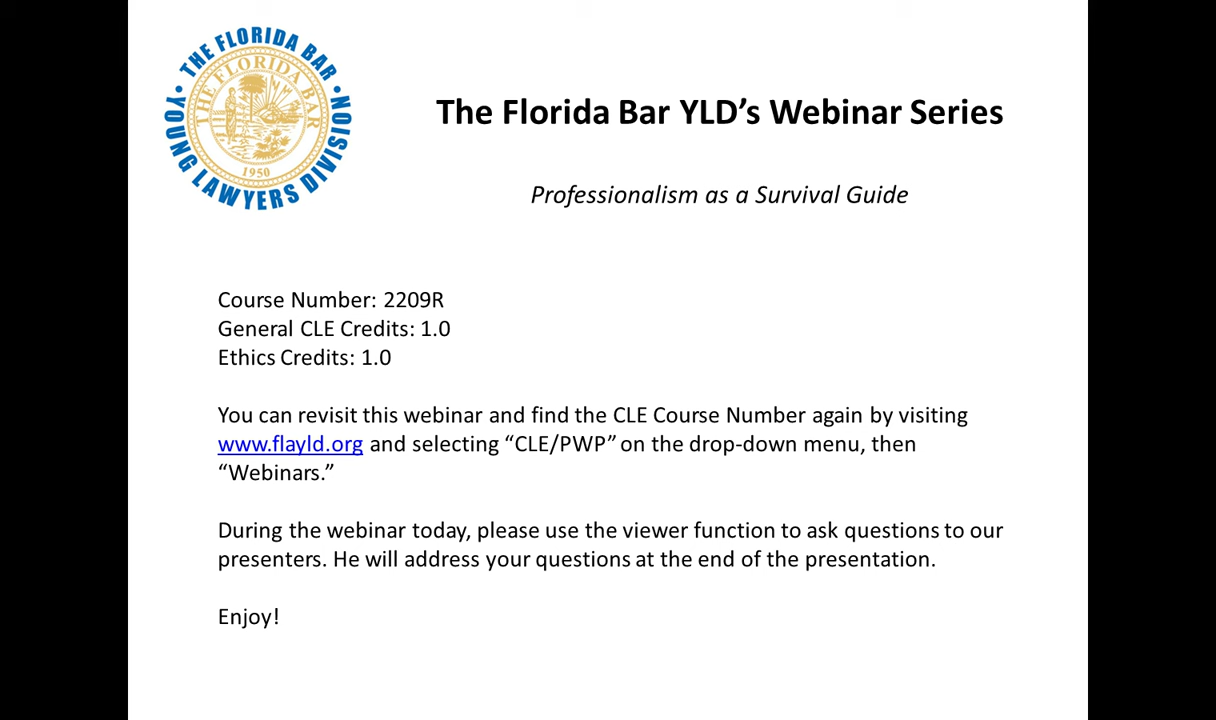 • THE FLORIDA BAR •
YOUNG LAWYERS DIVISION
THE FLORIDA BAR
1950
The Florida Bar YLD’s Webinar Series
Professionalism as a Survival Guide
Course Number: 2209R
General CLE Credits: 1.0
Ethics Credits: 1.0
You can revisit this webinar and find the CLE Course Number again by visiting
www.flayld.org and selecting “CLE/PWP” on the drop-down menu, then
“Webinars.”
During the webinar today, please use the viewer function to ask questions to our
presenters. He will address your questions at the end of the presentation.
Enjoy!